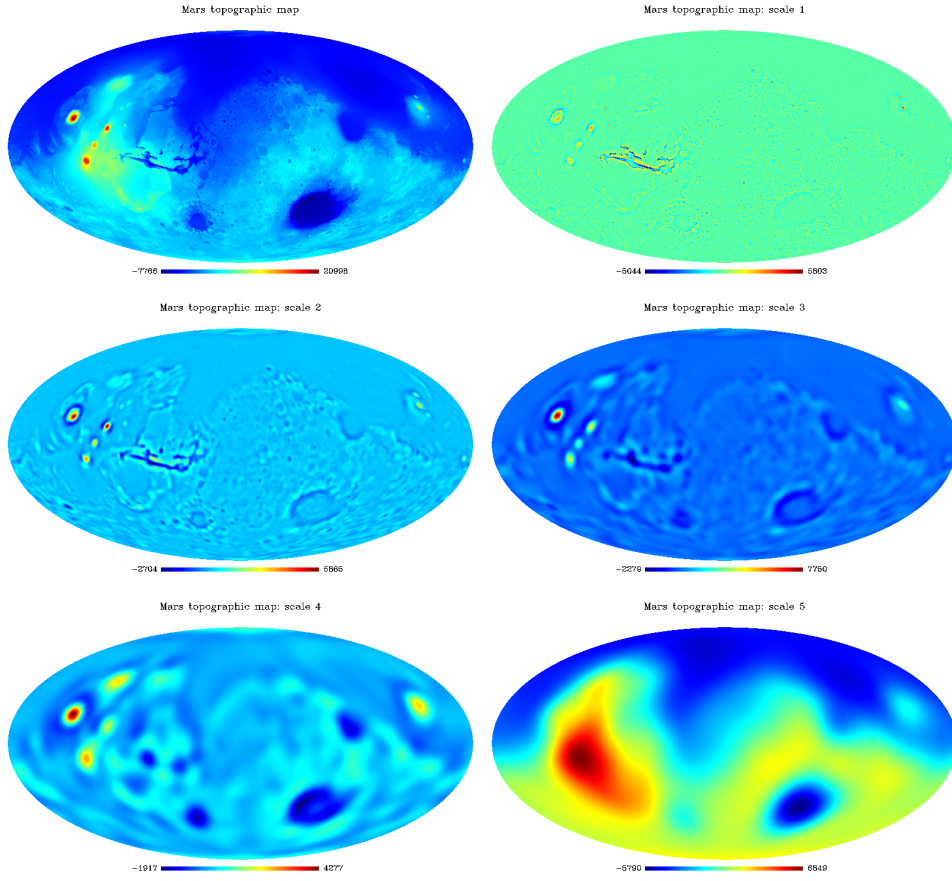 Mars topographic map
Mars topographic map: scale 1
-7766 20998
-5044 5803
Mars topographic map: scale 2
Mars topographic map: scale 3
-2704 5865
-2279 7750
Mars topographic map: scale 4
Mars topographic map: scale 5
-1917 4277
-5790 6849